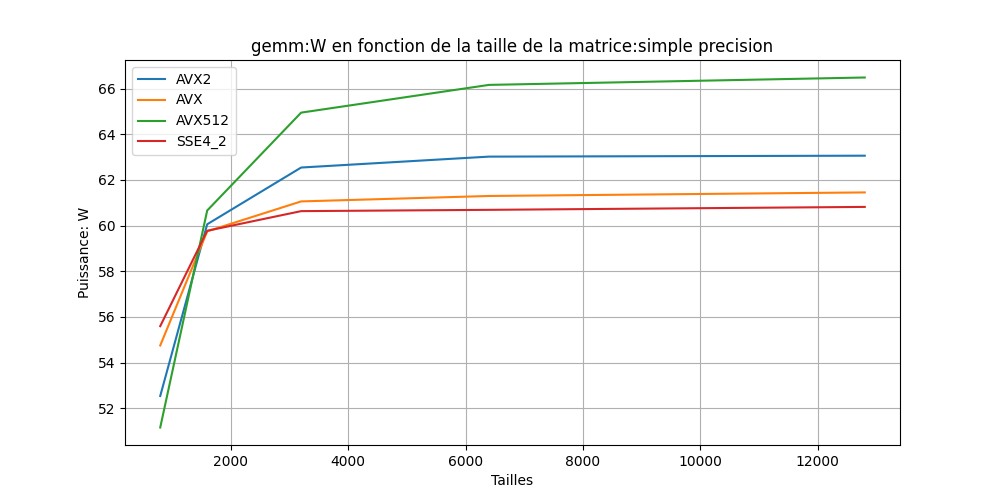 gemm:W en fonction de la taille de la matrice:simple precision
AVX2
AVX
AVX512
SSE4_2
66
64
62
60
58
56
54
52
Puissance: W
2000
4000
6000
8000
10000
12000
Tailles